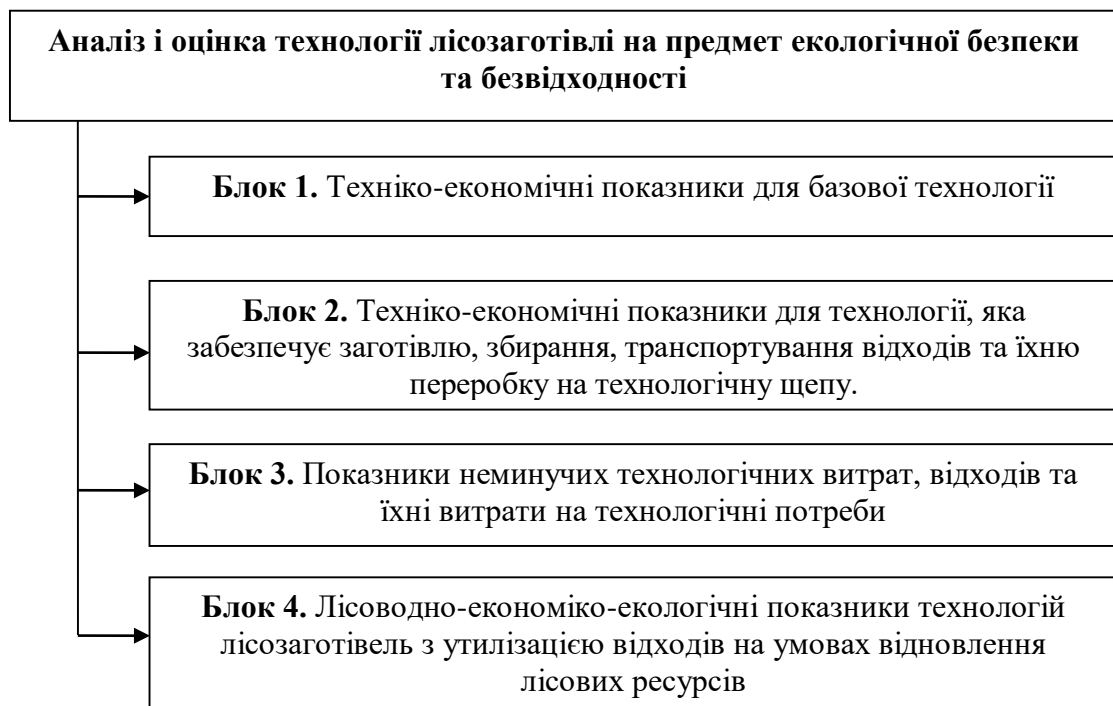 Аналіз і оцінка технології лісозаготівлі на предмет екологічної безпеки
та безвідходності
Блок 1. Техніко-економічні показники для базової технології
Блок 2. Техніко-економічні показники для технології, яка
забезпечує заготівлю, збирання, транспортування відходів та їхню
переробку на технологічну щепу.
Блок 3. Показники неминучих технологічних витрат, відходів та
їхні витрати на технологічні потреби
Блок 4. Лісоводно-економіко-екологічні показники технологій
лісозаготівель з утилізацією відходів на умовах відновлення
лісових ресурсів